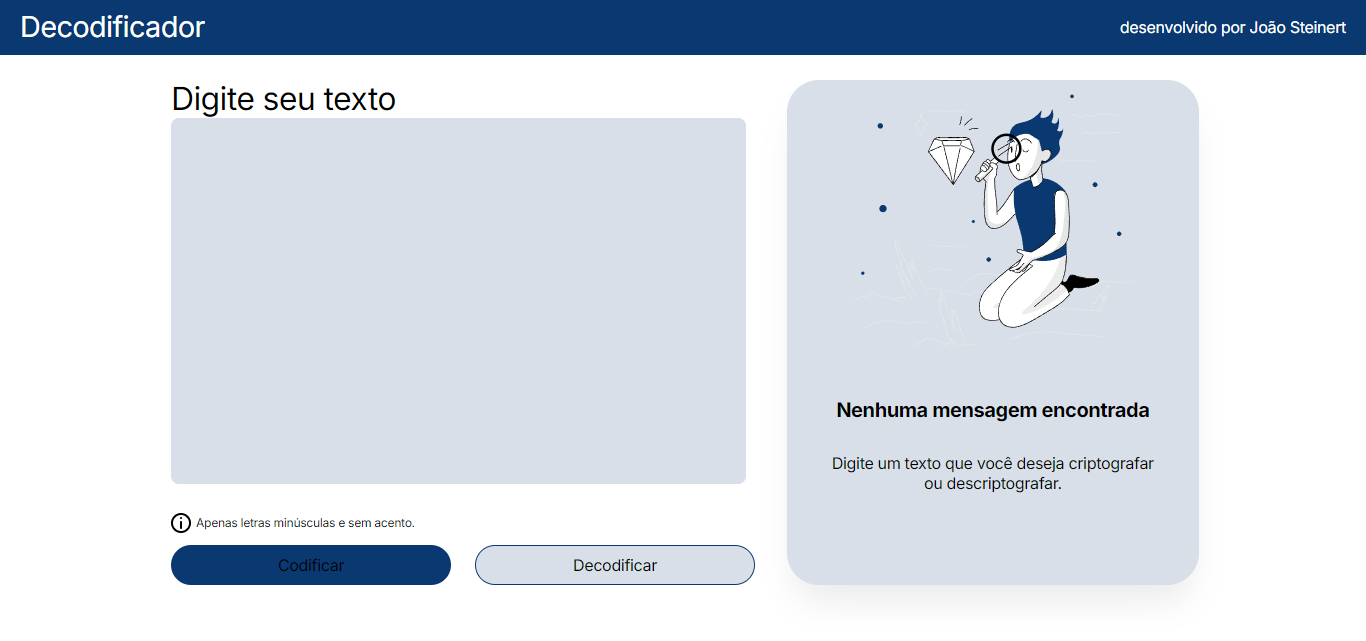 Decodificador
desenvolvido por João Steinert
Digite seu texto
Apenas letras minúsculas e sem acento.
Codificar
Decodificar
Nenhuma mensagem encontrada
Digite um texto que você deseja criptografar
ou descriptografar.